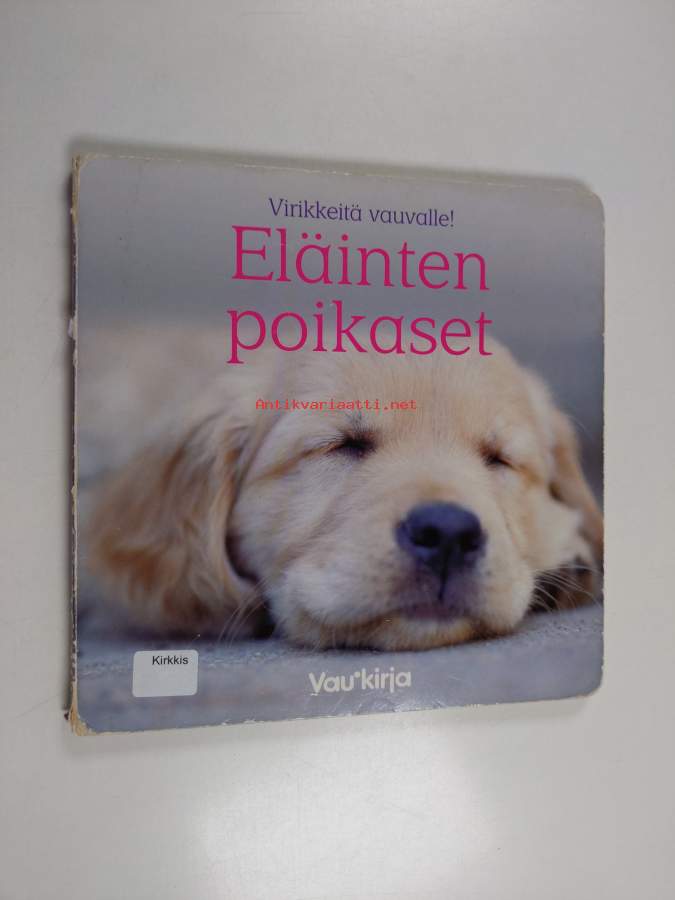 Virikkeitä vauvalle!
Eläinten
poikaset
Antikvariaatti.net
Kirkkis
Vau•kirja